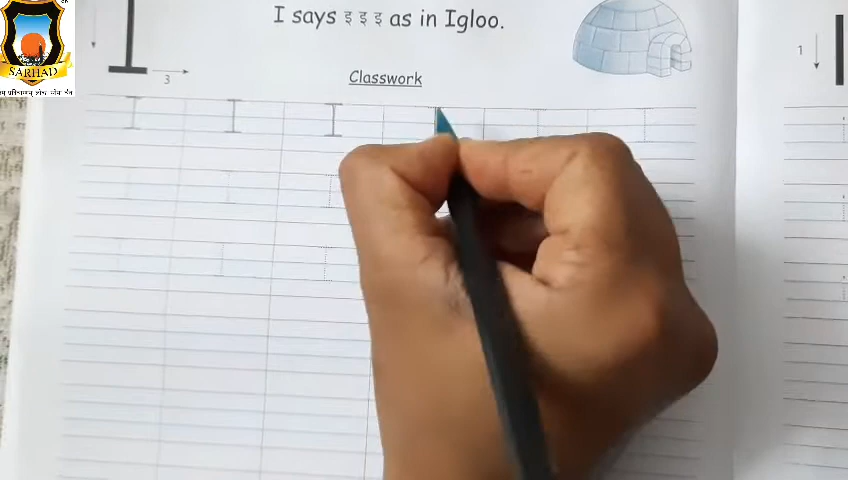 I says इ इ इ as in Igloo.
I
3
1
Classwork
I I I
SARHAD